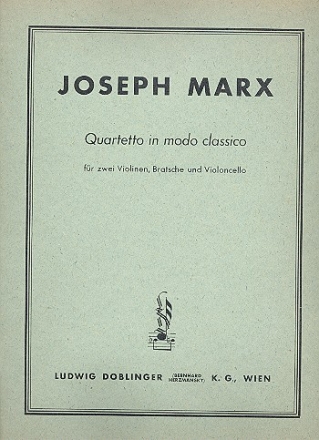 JOSEPH MARX
Quartetto in modo classico
für zwei Violinen, Bratsche und Violoncello
LUDWIG DOBLINGER (BERNHARD HERZMANSKY) K. G., WIEN